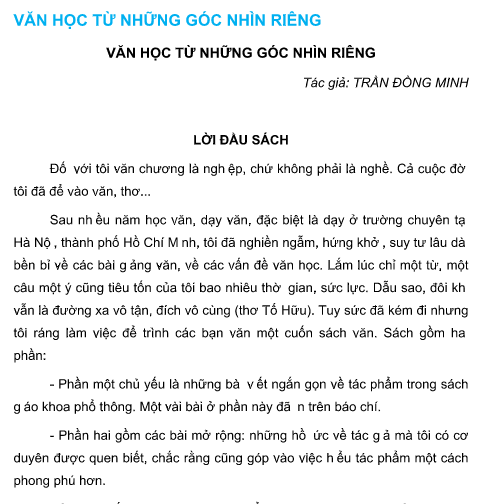 VĂN HỌC TỪ NHỮNG GÓC NHÌN RIÊNG
VĂN HỌC TỪ NHỮNG GÓC NHÌN RIÊNG
Tác giả: TRẦN ĐỒNG MINH
LỜI ĐẦU SÁCH
Đố với tôi văn chương là ngh ệp, chứ không phải là nghề. Cả cuộc đờ
tôi đã để vào văn, thơ...
Sau nh ều năm học văn, dạy văn, đặc biệt là dạy ở trường chuyên tạ
Hà Nộ , thành phố Hồ Chí M nh, tôi đã nghiền ngẫm, hứng khở , suy tư lâu dà
bền bỉ về các bài g ảng văn, về các vấn đề văn học. Lắm lúc chỉ một từ, một
câu một ý cũng tiêu tốn của tôi bao nhiêu thờ gian, sức lực. Dẫu sao, đôi kh
vẫn là đường xa vô tận, đích vô cùng (thơ Tố Hữu). Tuy sức đã kém đi nhưng
tôi ráng làm việc để trình các bạn văn một cuốn sách văn. Sách gồm ha
phần:
- Phần một chủ yếu là những bà v ết ngắn gọn về tác phẩm trong sách
g áo khoa phổ thông. Một vài bài ở phần này đã n trên báo chí.
- Phần hai gồm các bài mở rộng: những hồ ức về tác g ả mà tôi có cơ
duyên được quen biết, chắc rằng cũng góp vào việc h ểu tác phẩm một cách
phong phú hơn.